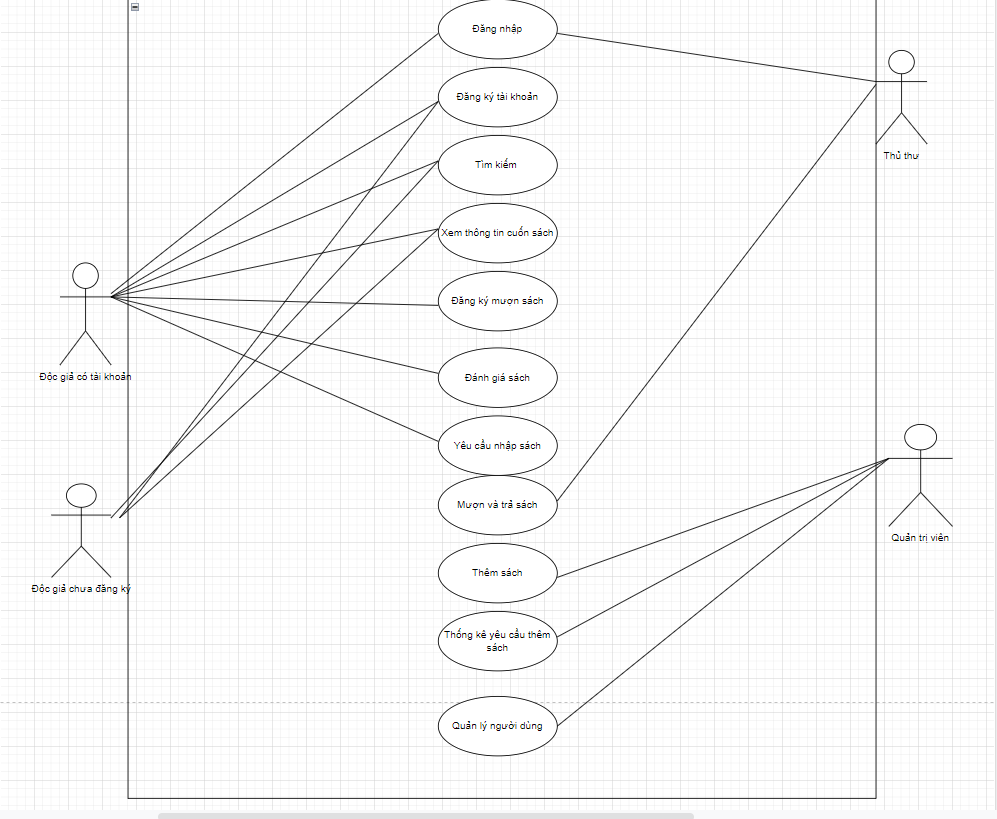 Đăng nhập
Đăng ký tài khoản
Tìm kiếm
Xem thông tin cuốn sách
Đăng ký mượn sách
Đánh giá sách
Yêu cầu nhập sách
Mượn và trả sách
Thêm sách
Thống kê yêu cầu thêm
sách
Quản lý người dùng
Độc giả có tài khoản
Độc giả chưa đăng ký
Thủ thư
Quản trị viên